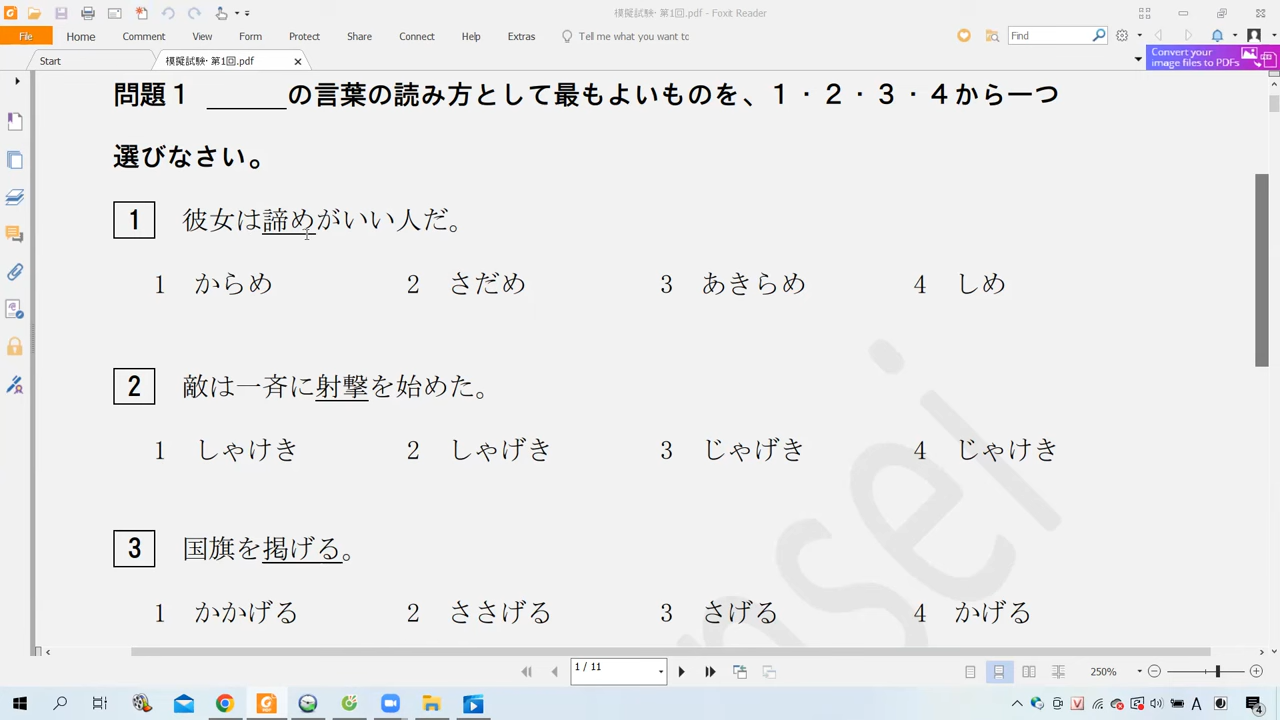 模擬試験· 第1回.pdf - Foxit Reader
File Home Comment View Form Protect Share Connect Help Extras Tell me what you want to Find
Start 模擬試験· 第1回.pdf
Convert your
image files to PDFs
問題１ ______の言葉の読み方として最もよいものを、１・２・３・４から一つ
選びなさい。
1 彼女は諦めがいい人だ。
1 からめ 2 さだめ 3 あきらめ 4 しめ
2 敵は一斉に射撃を始めた。
1 しゃけき 2 しゃげき 3 じゃげき 4 じゃけき
3 国旗を掲げる。
1 かかげる 2 ささげる 3 さげる 4 かげる
1 / 11 250%